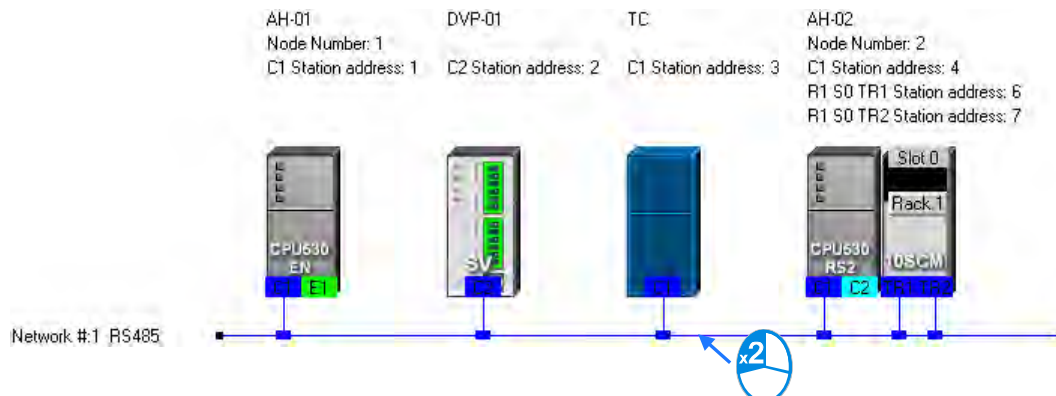 AH-01
Node Number: 1
C1 Station address: 1
DVP-01
C2 Station address: 2
TC
C1 Station address: 3
AH-02
Node Number: 2
C1 Station address: 4
R1 S0 TR1 Station address: 6
R1 S0 TR2 Station address: 7
CPU530
EN
C1 E1
SV
C2
C1
CPU530
RS2
C1 C2
Slot 0
Rack 1
10SCM
TR1 TR2
Network #:1 RS485
x2